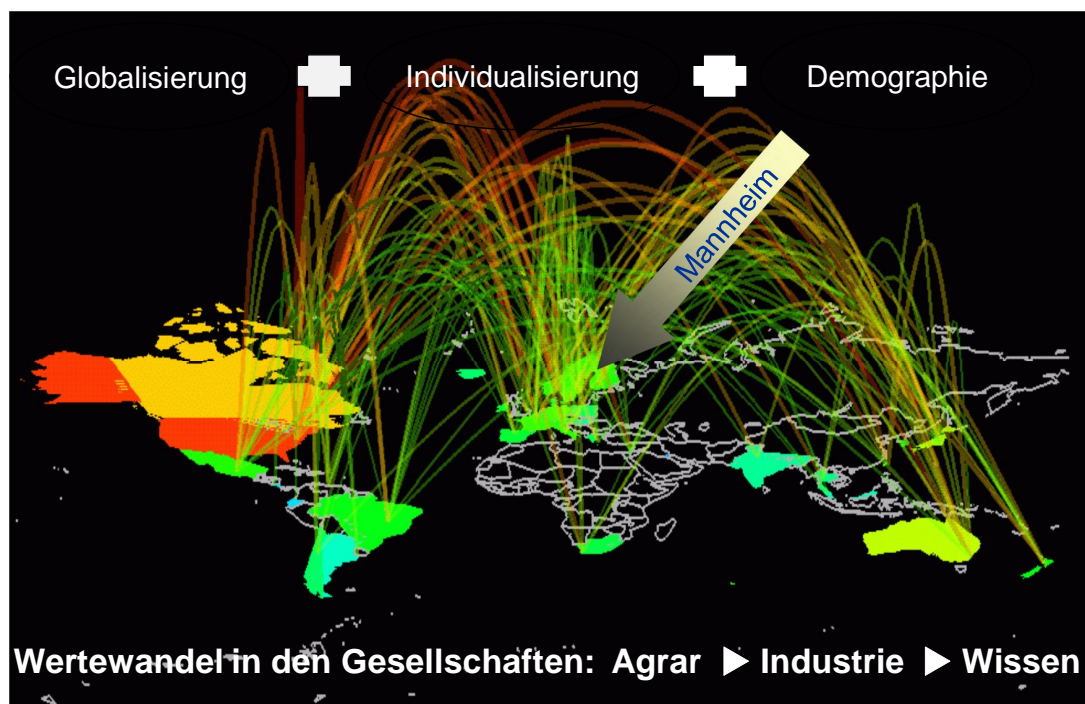 Globalisierung Individualisierung Demographie
Mannheim
Wertewandel in den Gesellschaften: Agrar ▶ Industrie ▶ Wissen